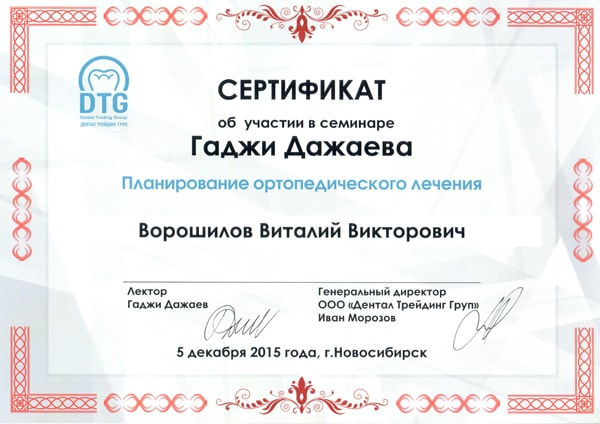 DTG
Dental Trading Group
ДЕНТАЛ ТРЕЙДИНГ ГРУП
СЕРТИФИКАТ
об участии в семинаре
Гаджи Дажаева
Планирование ортопедического лечения
Ворошилов Виталий Викторович
Лектор
Гаджи Дажаев
Генеральный директор
ООО «Дентал Трейдинг Груп»
Иван Морозов
5 декабря 2015 года, г.Новосибирск